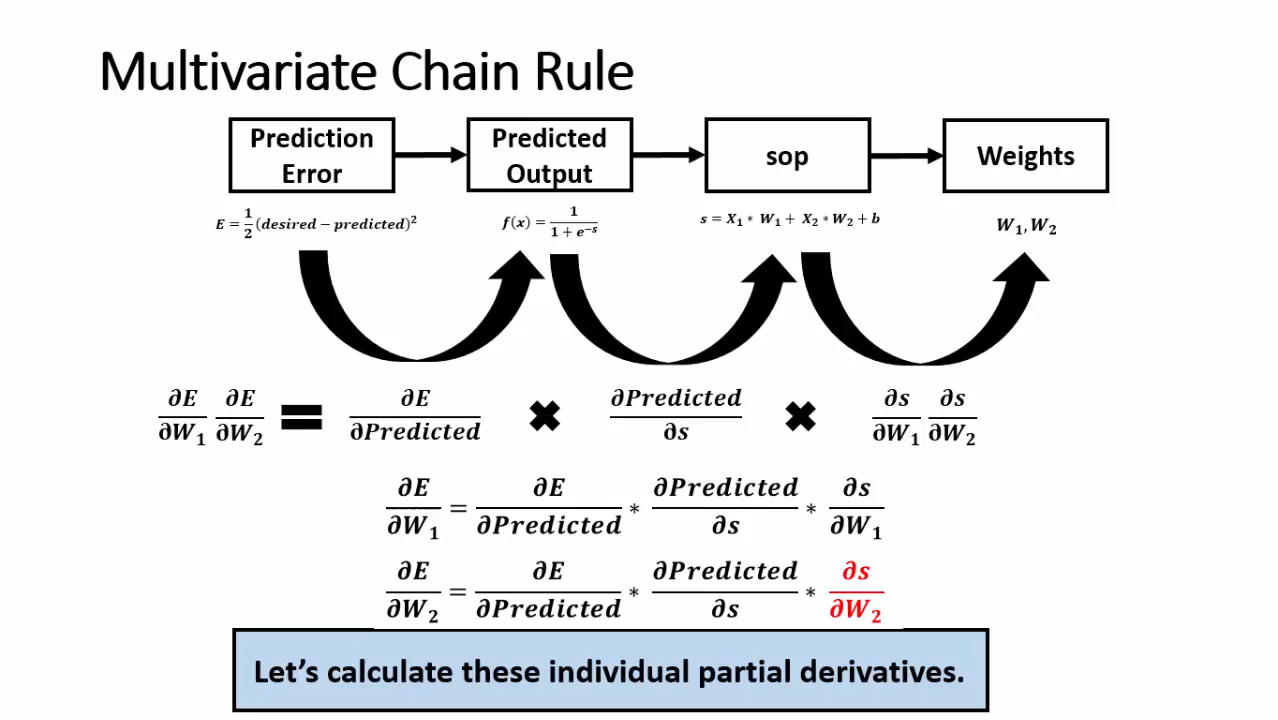 Multivariate Chain Rule
Prediction Error
Predicted Output
sop
Weights
E = 1/2 (desired − predicted)²
f(x) = 1/(1 + e⁻ˢ)
s = X₁ * W₁ + X₂ * W₂ + b
W₁, W₂
∂E/∂W₁ ∂E/∂W₂ = ∂E/∂Predicted × ∂Predicted/∂s × ∂s/∂W₁ ∂s/∂W₂
∂E/∂W₁ = ∂E/∂Predicted * ∂Predicted/∂s * ∂s/∂W₁
∂E/∂W₂ = ∂E/∂Predicted * ∂Predicted/∂s * ∂s/∂W₂
Let’s calculate these individual partial derivatives.